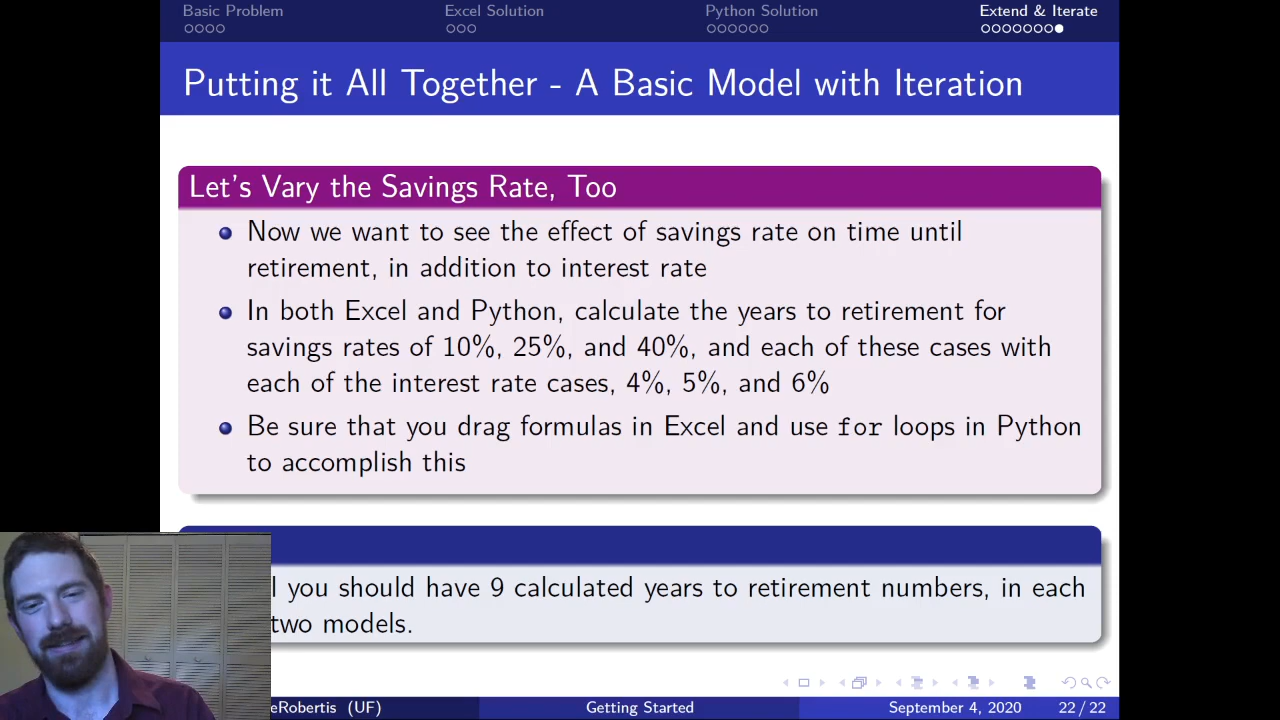 Basic Problem
Excel Solution
Python Solution
Extend & Iterate
Putting it All Together - A Basic Model with Iteration
Let's Vary the Savings Rate, Too
Now we want to see the effect of savings rate on time until
retirement, in addition to interest rate
In both Excel and Python, calculate the years to retirement for
savings rates of 10%, 25%, and 40%, and each of these cases with
each of the interest rate cases, 4%, 5%, and 6%
Be sure that you drag formulas in Excel and use for loops in Python
to accomplish this
you should have 9 calculated years to retirement numbers, in each
two models.
eRobertis (UF)
Getting Started
September 4, 2020
22 / 22